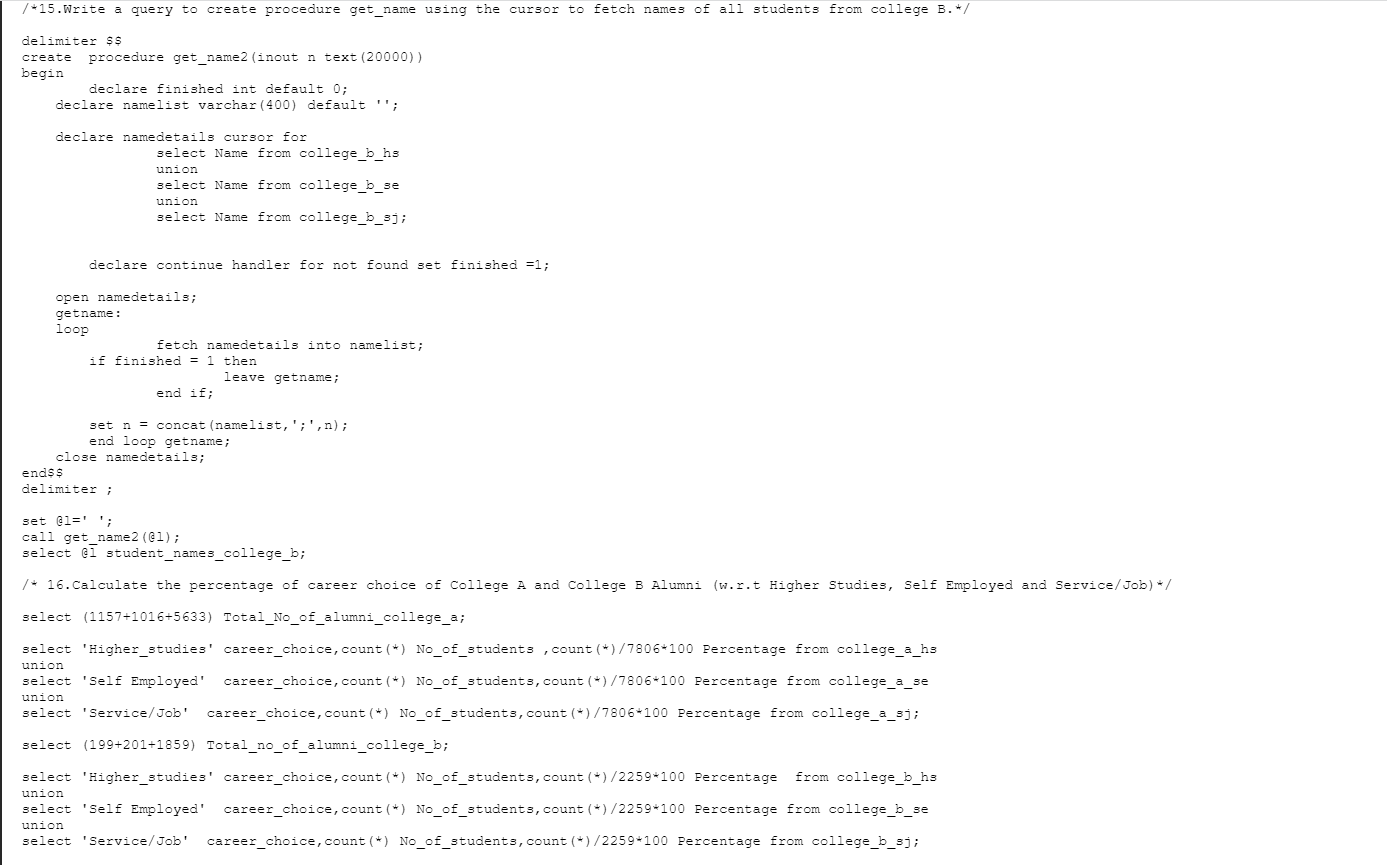 /*15.Write a query to create procedure get_name using the cursor to fetch names of all students from college B.*/
delimiter $$
create  procedure get_name2(inout n text(20000))
begin
declare finished int default 0;
declare namelist varchar(400) default '';
declare namedetails cursor for
select Name from college_b_hs
union
select Name from college_b_se
union
select Name from college_b_sj;
declare continue handler for not found set finished =1;
open namedetails;
getname:
loop
fetch namedetails into namelist;
if finished = 1 then
leave getname;
end if;
set n = concat(namelist,';',n);
end loop getname;
close namedetails;
end$$
delimiter ;
set @l=' ';
call get_name2(@l);
select @l student_names_college_b;
/* 16.Calculate the percentage of career choice of College A and College B Alumni (w.r.t Higher Studies, Self Employed and Service/Job)*/
select (1157+1016+5633) Total_No_of_alumni_college_a;
select 'Higher_studies' career_choice,count(*) No_of_students ,count(*)/7806*100 Percentage from college_a_hs
union
select 'Self Employed'  career_choice,count(*) No_of_students,count(*)/7806*100 Percentage from college_a_se
union
select 'Service/Job'  career_choice,count(*) No_of_students,count(*)/7806*100 Percentage from college_a_sj;
select (199+201+1859) Total_no_of_alumni_college_b;
select 'Higher_studies' career_choice,count(*) No_of_students,count(*)/2259*100 Percentage  from college_b_hs
union
select 'Self Employed'  career_choice,count(*) No_of_students,count(*)/2259*100 Percentage from college_b_se
union
select 'Service/Job'  career_choice,count(*) No_of_students,count(*)/2259*100 Percentage from college_b_sj;